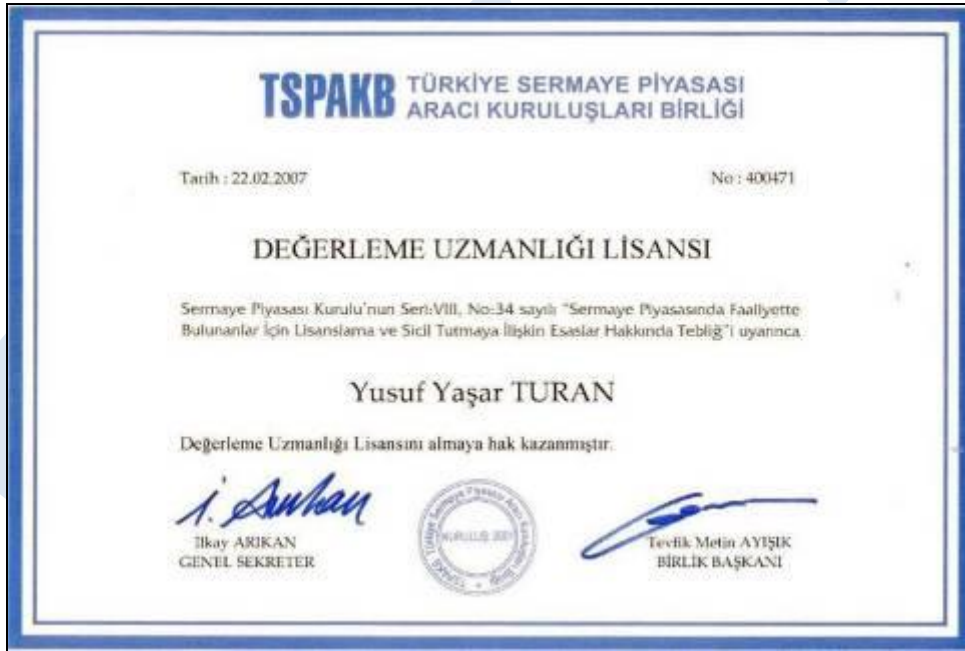 TSPAKB TÜRKİYE SERMAYE PİYASASI
ARACI KURULUŞLARI BİRLİĞİ
Tarih : 22.02.2007 No : 400471
DEĞERLEME UZMANLIĞI LİSANSI
Sermaye Piyasası Kurulu'nun Seri:VIII, No:34 sayılı "Sermaye Piyasasında Faaliyette
Bulunanlar İçin Lisanslama ve Sicil Tutmaya İlişkin Esaslar Hakkında Tebliğ"i uyarınca
Yusuf Yaşar TURAN
Değerleme Uzmanlığı Lisansını almaya hak kazanmıştır.
İlkay ARIKAN
GENEL SEKRETER
KURULUŞ 2001
Tevfik Metin AYIŞIK
BİRLİK BAŞKANI